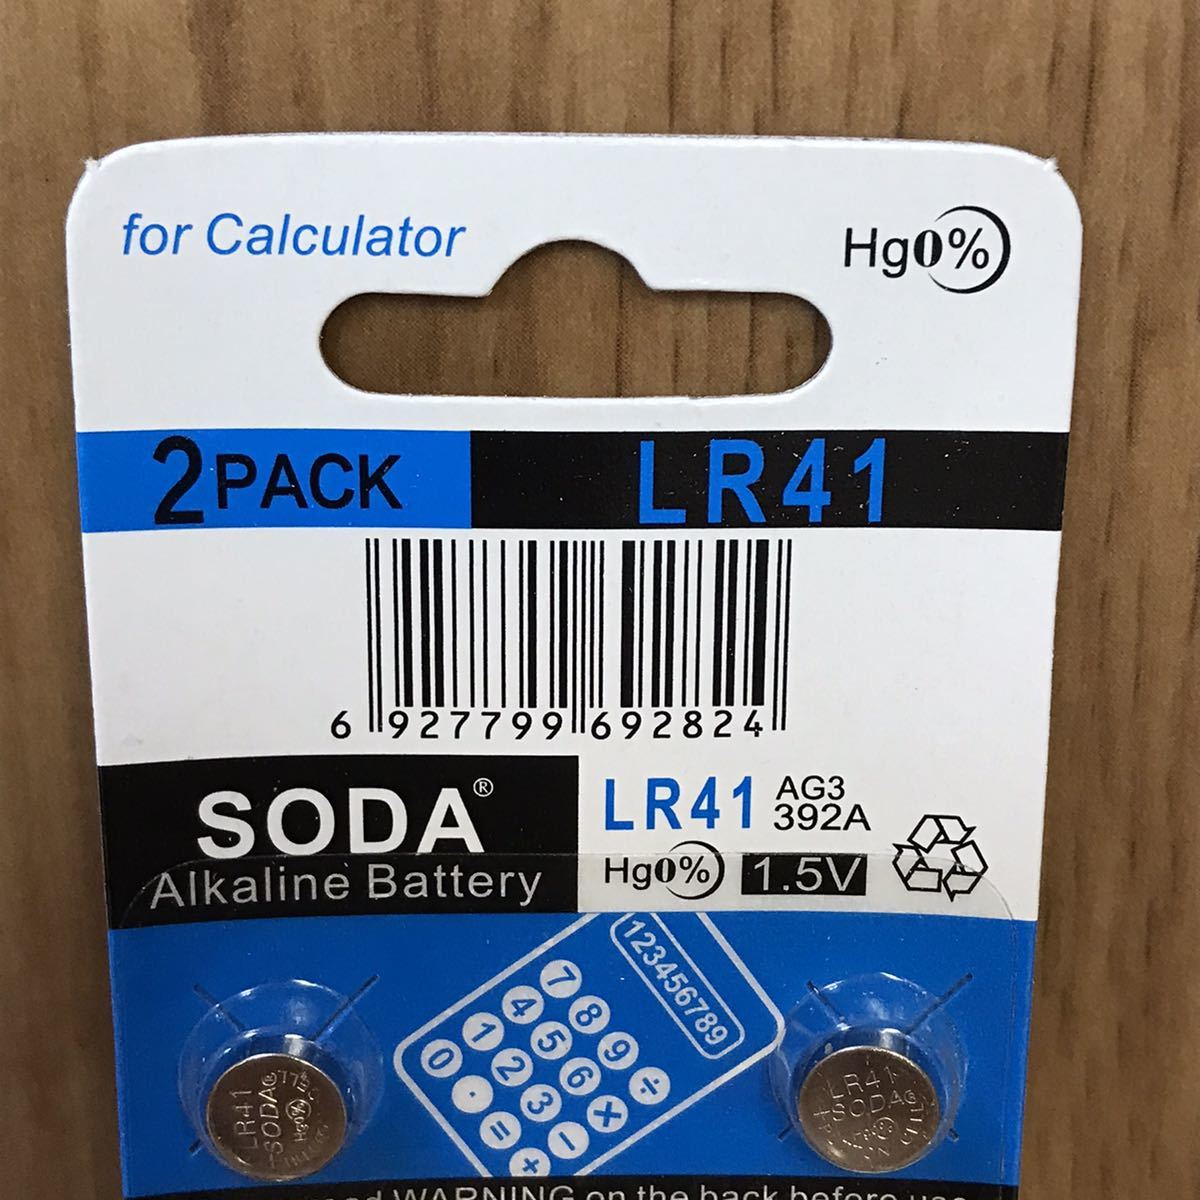 for Calculator
Hg0%
2PACK
LR41
6 927799 692824
SODA®
Alkaline Battery
LR41 AG3
392A
Hg0% 1.5V
123456789
7 8 9 ÷
4 5 6 ×
1 2 3 −
0 · = +
LR41
SODA®
Hg0%
LR41
+SODA®
WARNING on the back before use